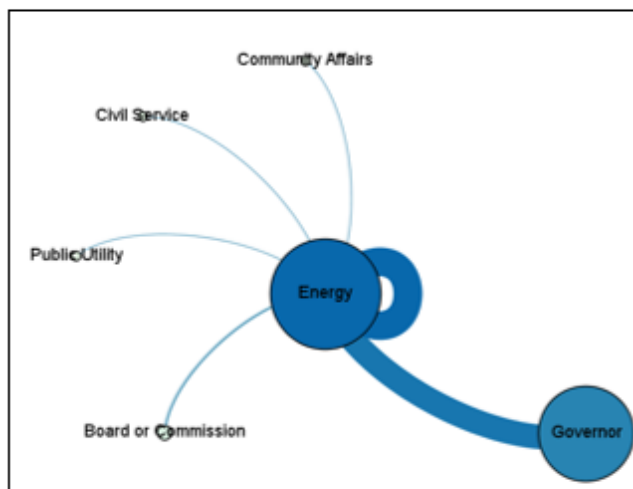 Community Affairs
Civil Service
Public Utility
Energy
Board or Commission
Governor